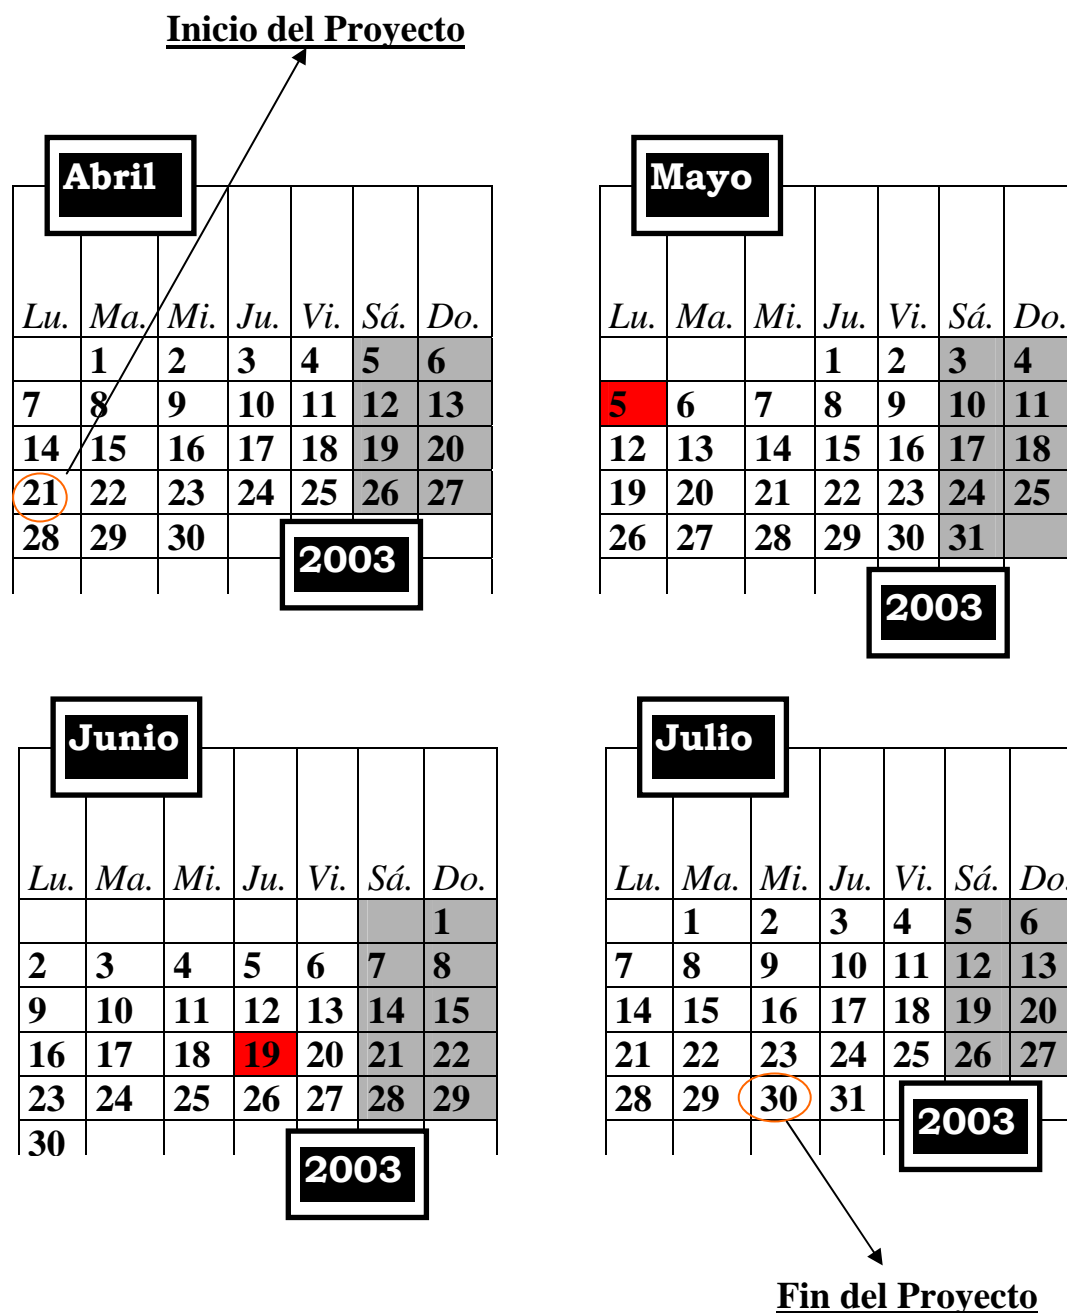 Inicio del Proyecto
Abril
Lu. Ma. Mi. Ju. Vi. Sá. Do.
1 2 3 4 5 6
7 8 9 10 11 12 13
14 15 16 17 18 19 20
21 22 23 24 25 26 27
28 29 30
2003
Mayo
Lu. Ma. Mi. Ju. Vi. Sá. Do.
1 2 3 4
5 6 7 8 9 10 11
12 13 14 15 16 17 18
19 20 21 22 23 24 25
26 27 28 29 30 31
2003
Junio
Lu. Ma. Mi. Ju. Vi. Sá. Do.
1
2 3 4 5 6 7 8
9 10 11 12 13 14 15
16 17 18 19 20 21 22
23 24 25 26 27 28 29
30
2003
Julio
Lu. Ma. Mi. Ju. Vi. Sá. Do.
1 2 3 4 5 6
7 8 9 10 11 12 13
14 15 16 17 18 19 20
21 22 23 24 25 26 27
28 29 30 31
2003
Fin del Proyecto